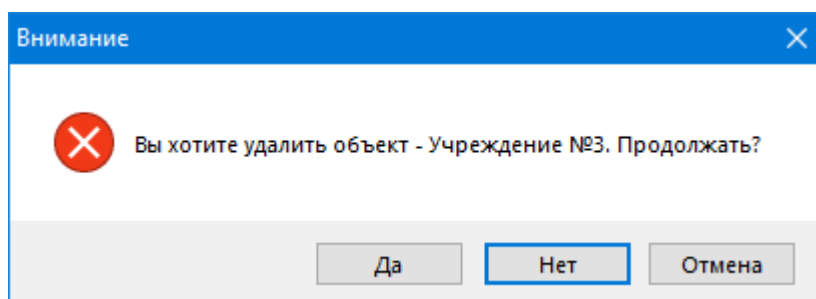 Внимание
Вы хотите удалить объект - Учреждение №3. Продолжать?
Да Нет Отмена